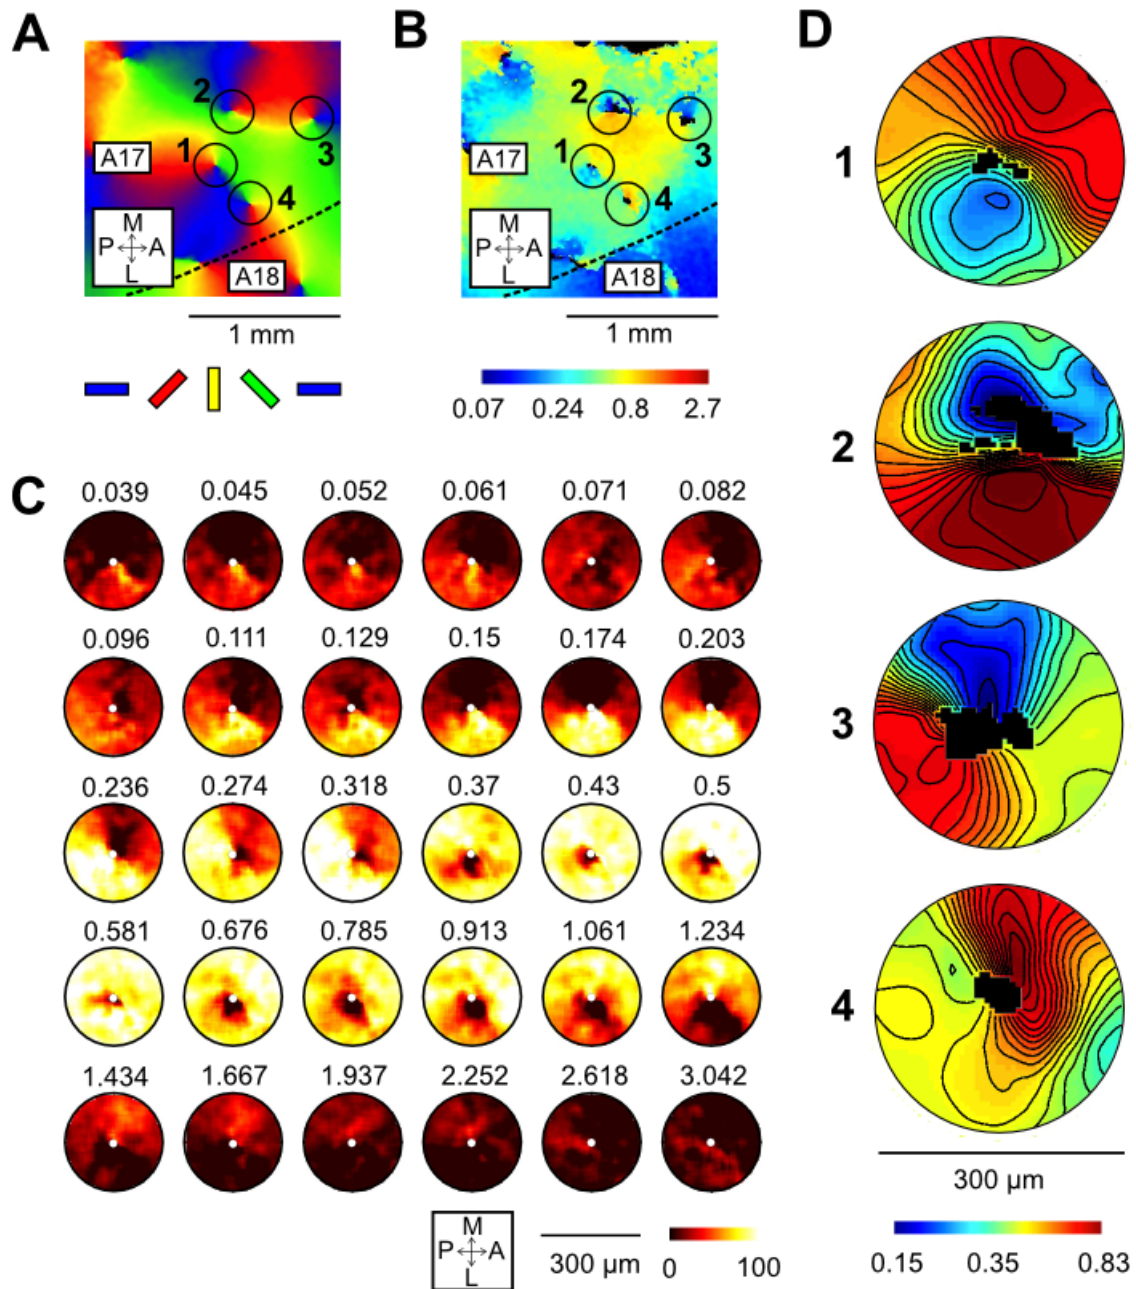 A
B
D
2
1
3
4
A17
M
P A
L
A18
1 mm
2
1
3
4
A17
M
P A
L
A18
1 mm
0.07 0.24 0.8 2.7
C
0.039 0.045 0.052 0.061 0.071 0.082
0.096 0.111 0.129 0.15 0.174 0.203
0.236 0.274 0.318 0.37 0.43 0.5
0.581 0.676 0.785 0.913 1.061 1.234
1.434 1.667 1.937 2.252 2.618 3.042
M
P A
L
300 µm
0 100
1
2
3
4
300 µm
0.15 0.35 0.83